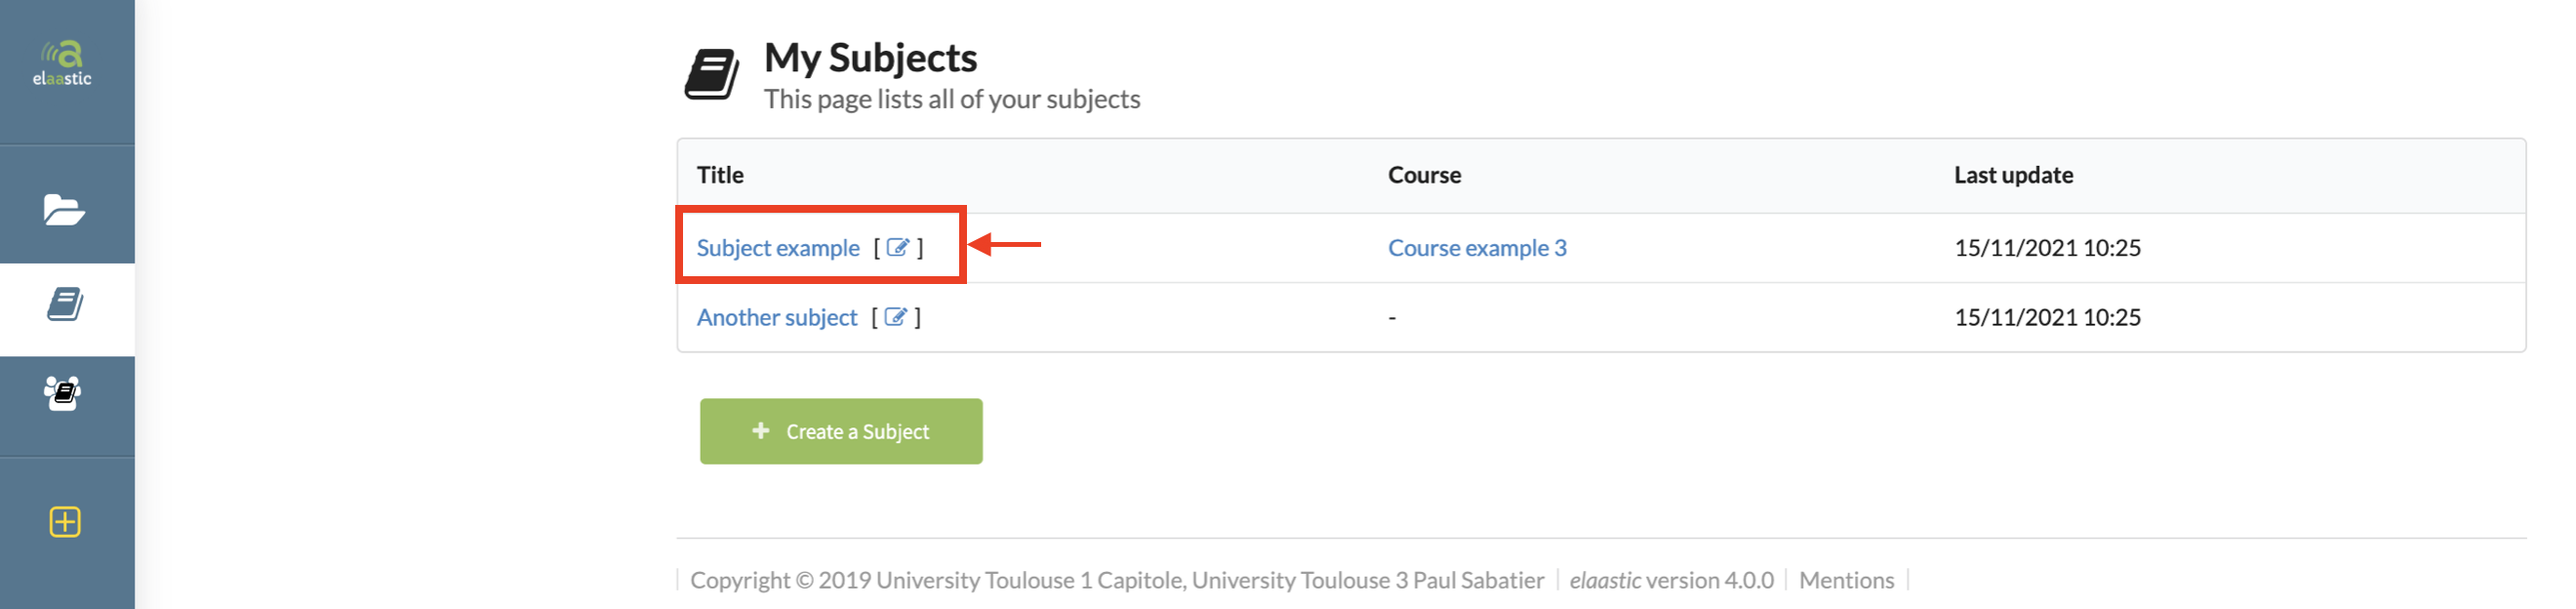 elaastic
My Subjects
This page lists all of your subjects
Title Course Last update
Subject example [ ] Course example 3 15/11/2021 10:25
Another subject [ ] - 15/11/2021 10:25
+ Create a Subject
Copyright © 2019 University Toulouse 1 Capitole, University Toulouse 3 Paul Sabatier | elaastic version 4.0.0 | Mentions |